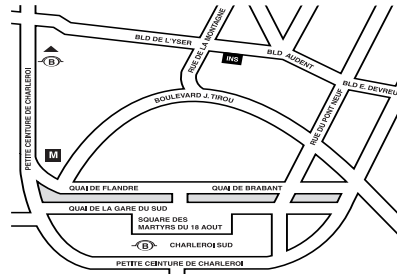 BLD DE L'YSER
RUE DE LA MONTAGNE
INS
BLD AUDENT
BLD E. DEVREU
B
PETITE CEINTURE DE CHARLEROI
BOULEVARD J. TIROU
RUE DU PONT NEUF
M
QUAI DE FLANDRE
QUAI DE BRABANT
QUAI DE LA GARE DU SUD
SQUARE DES
MARTYRS DU 18 AOUT
B
CHARLEROI SUD
PETITE CEINTURE DE CHARLEROI